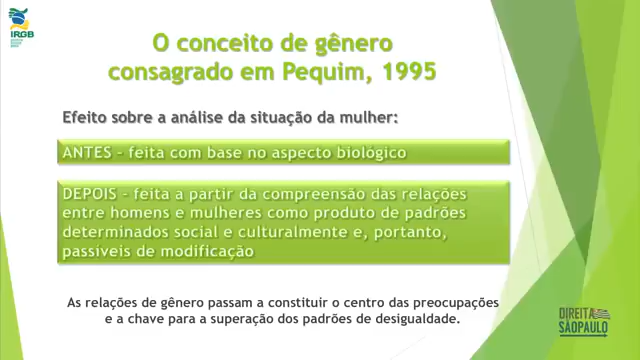 IRGB
O conceito de gênero
consagrado em Pequim, 1995
Efeito sobre a análise da situação da mulher:
ANTES - feita com base no aspecto biológico
DEPOIS - feita a partir da compreensão das relações
entre homens e mulheres como produto de padrões
determinados social e culturalmente e, portanto,
passíveis de modificação
As relações de gênero passam a constituir o centro das preocupações
e a chave para a superação dos padrões de desigualdade.
DIREITA
SÃOPAULO